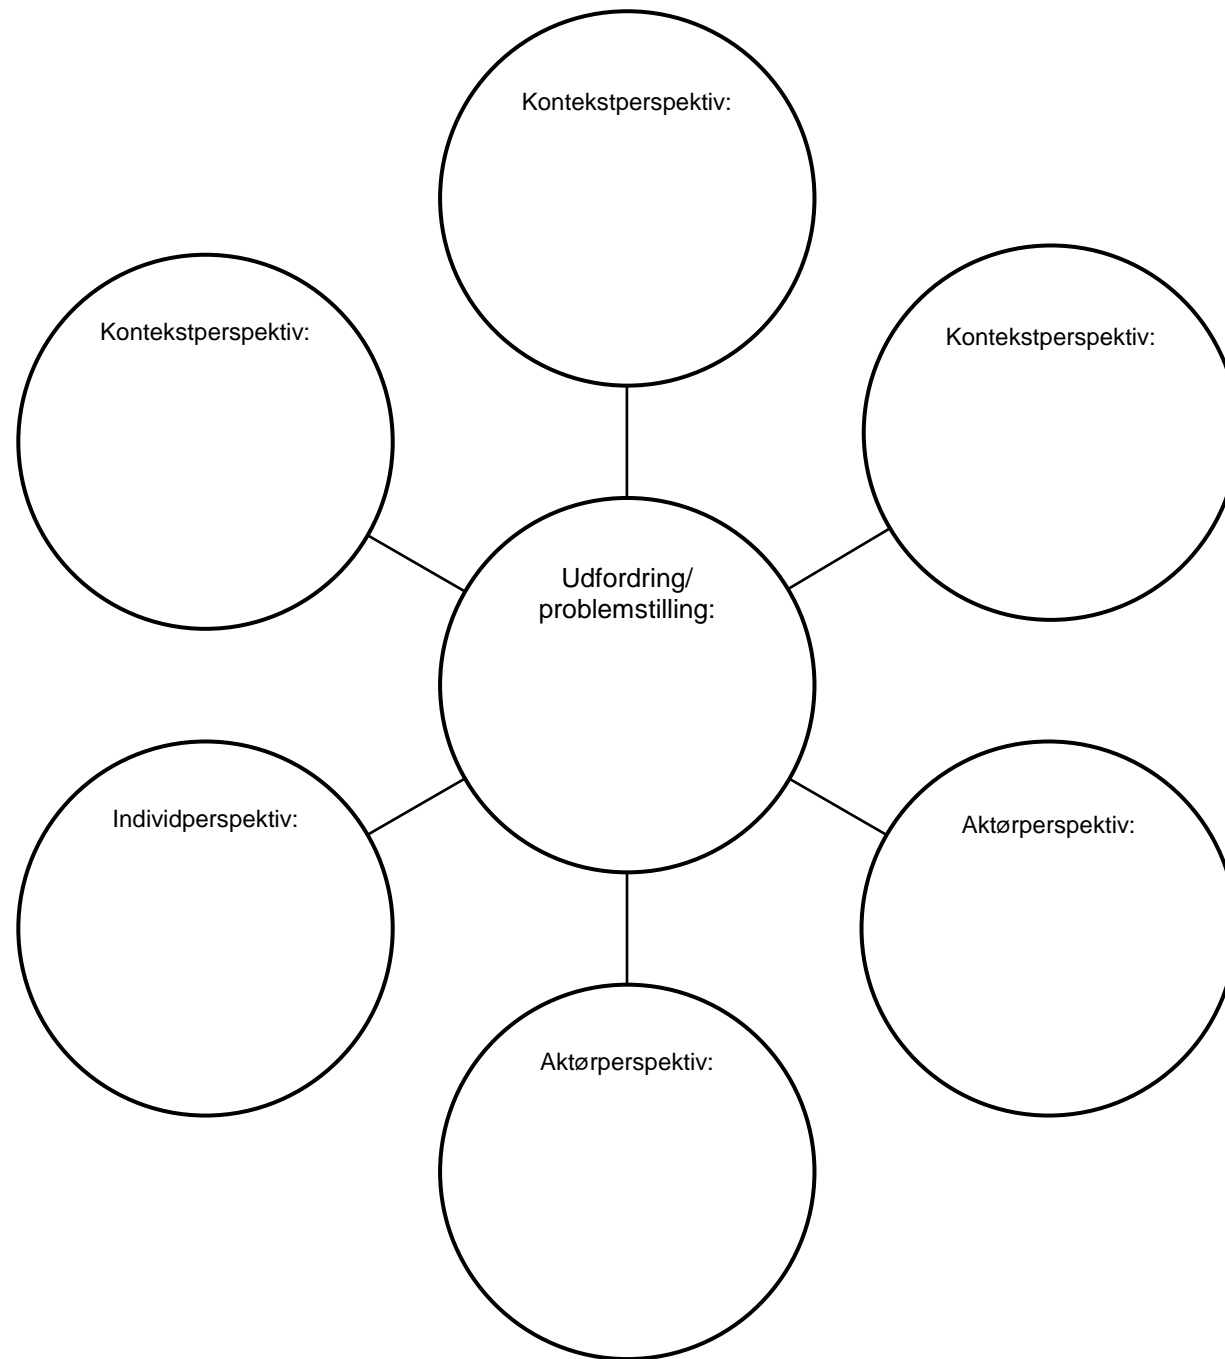 Kontekstperspektiv:
Kontekstperspektiv:
Kontekstperspektiv:
Udfordring/
problemstilling:
Individperspektiv:
Aktørperspektiv:
Aktørperspektiv: